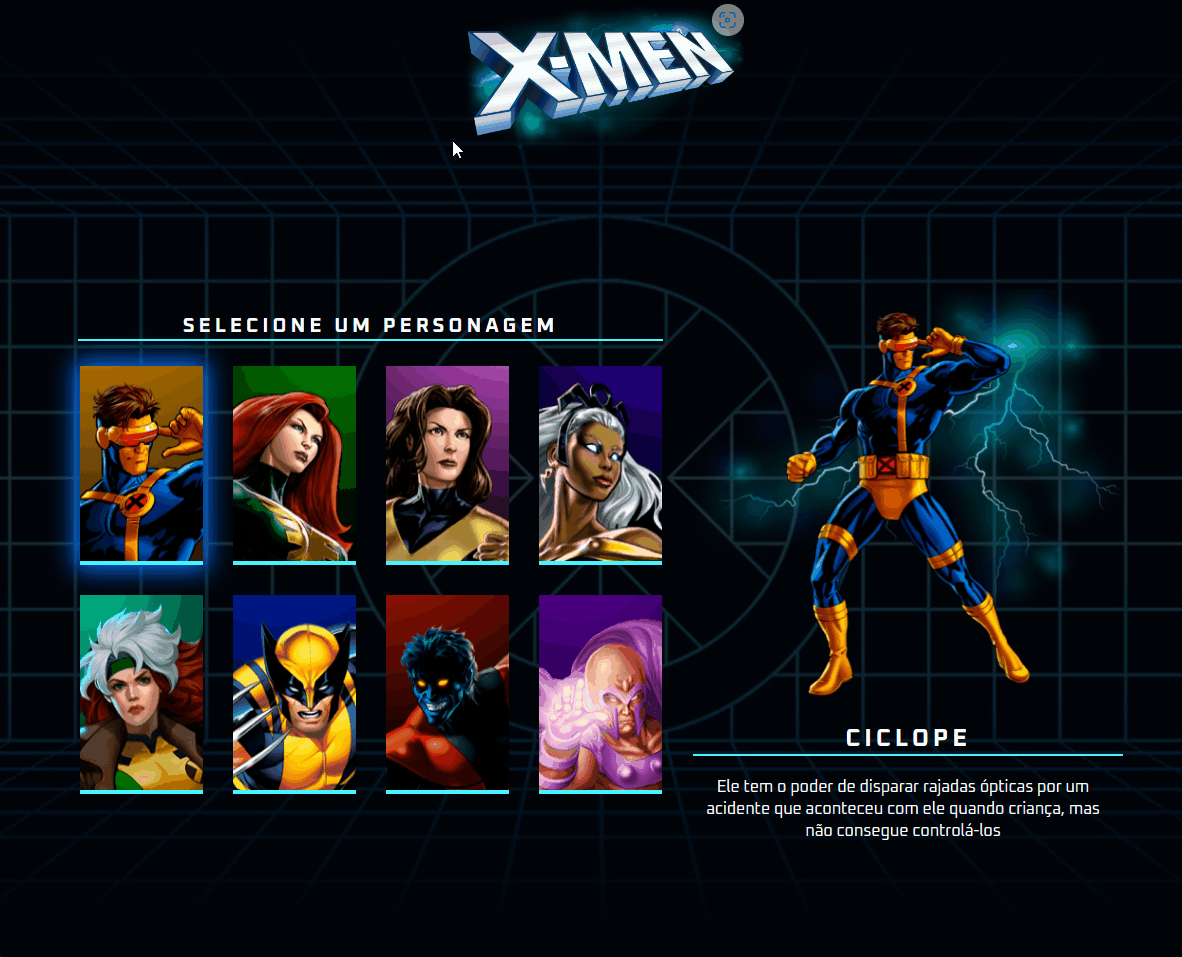 X-MEN
SELECIONE UM PERSONAGEM
CICLOPE
Ele tem o poder de disparar rajadas ópticas por um
acidente que aconteceu com ele quando criança, mas
não consegue controlá-los